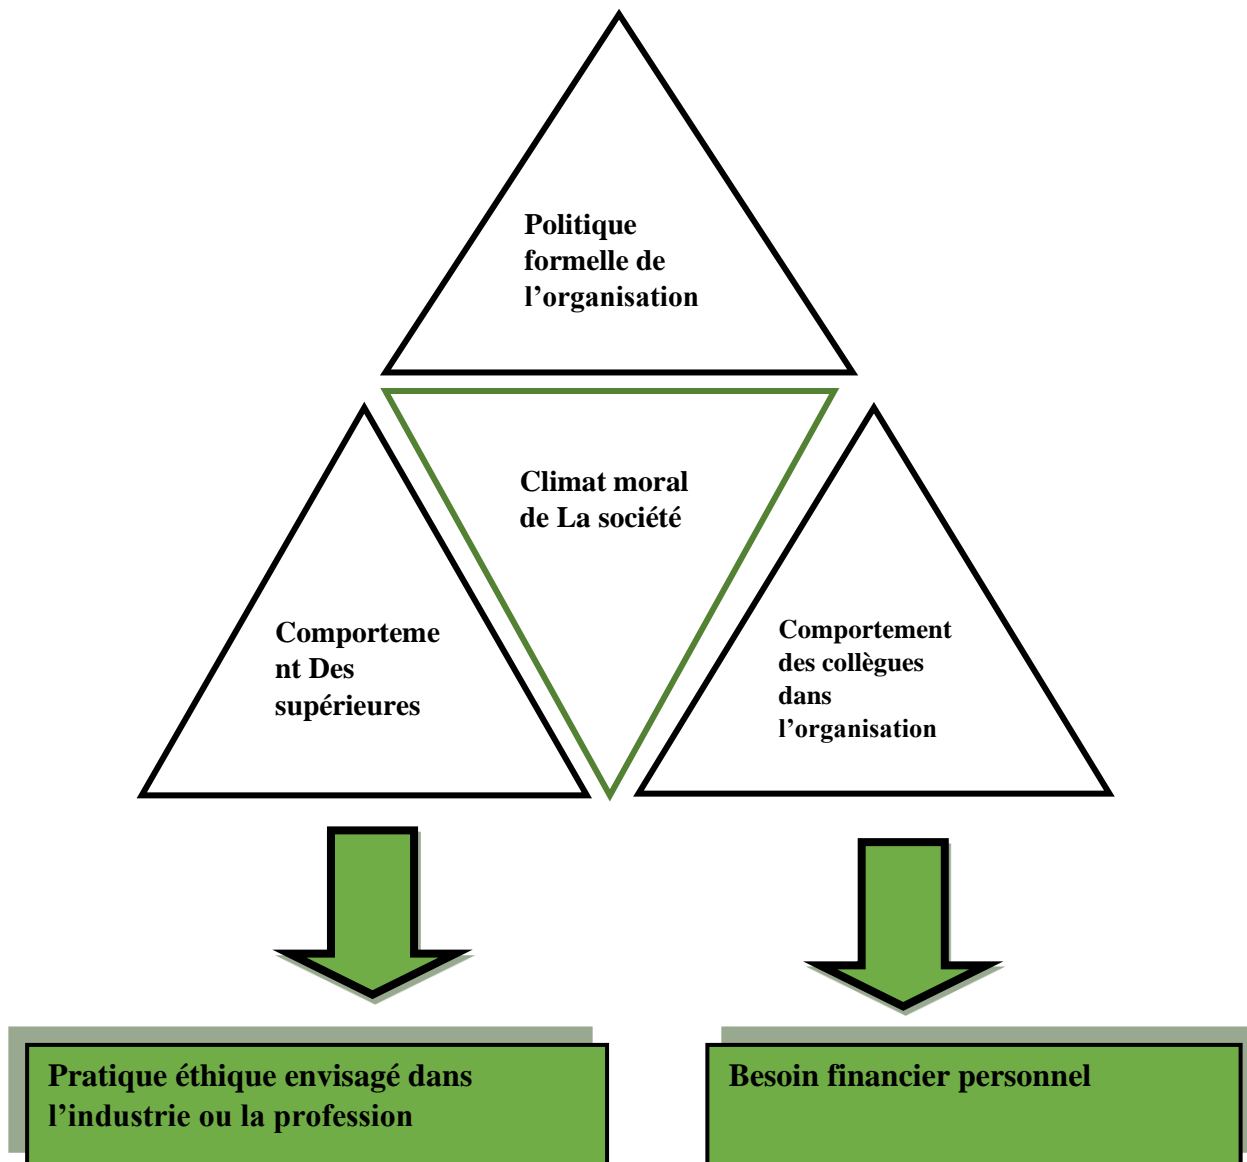 Politique
formelle de
l’organisation
Climat moral
de La société
Comporteme
nt Des
supérieures
Comportement
des collègues
dans
l’organisation
Pratique éthique envisagé dans
l’industrie ou la profession
Besoin financier personnel